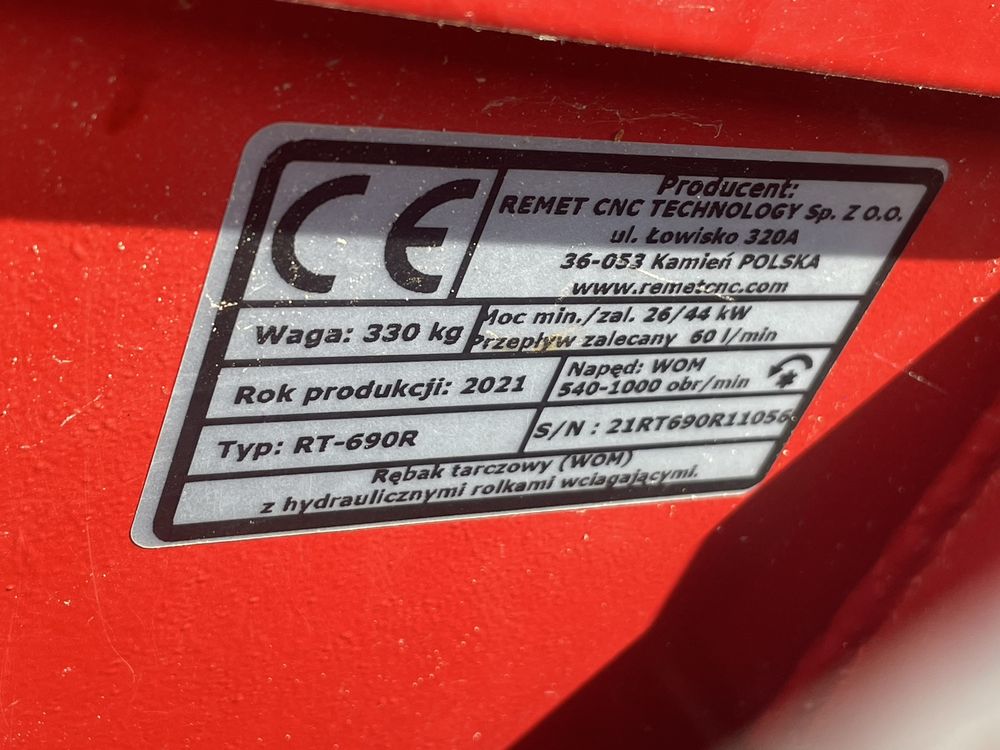 CE
Producent:
REMET CNC TECHNOLOGY Sp. Z O.O.
ul. Łowisko 320A
36-053 Kamień POLSKA
www.remetcnc.com
Waga: 330 kg
Moc min./zal. 26/44 kW
Przepływ zalecany 60 l/min
Rok produkcji: 2021
Napęd: WOM
540-1000 obr/min
Typ: RT-690R
S/N : 21RT690R11056
Rębak tarczowy (WOM)
z hydraulicznymi rolkami wciagającymi.